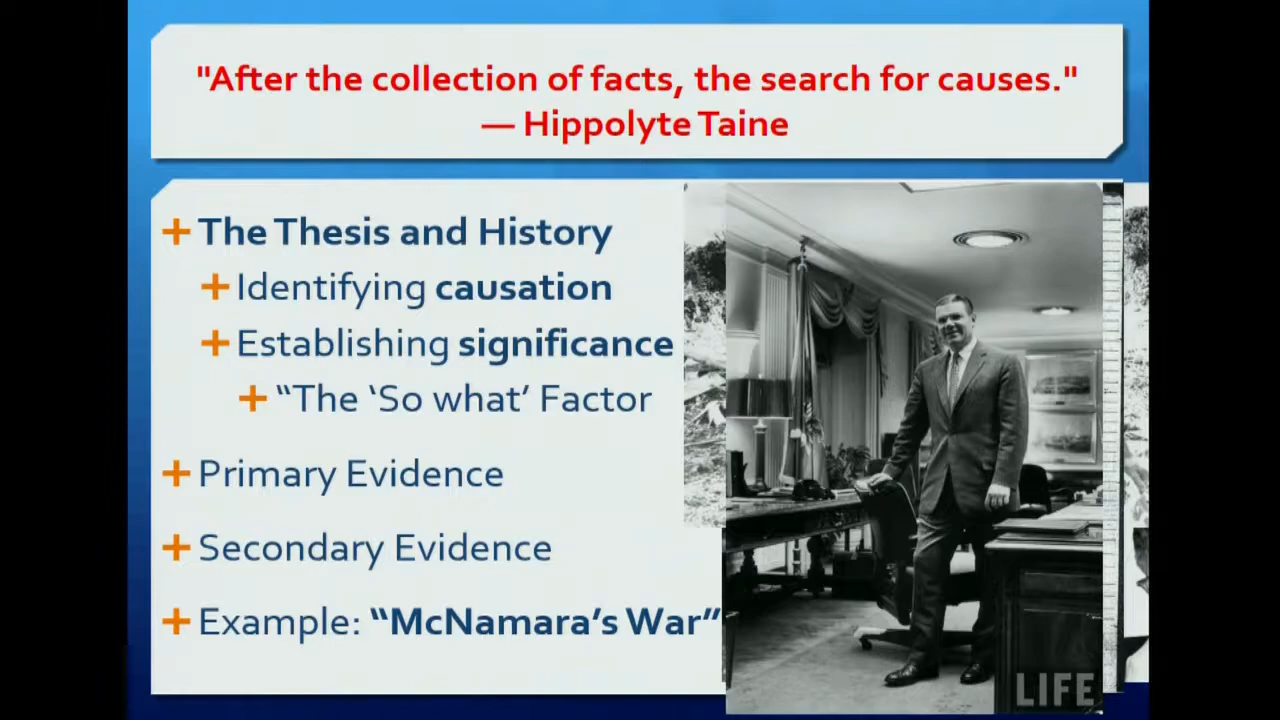 "After the collection of facts, the search for causes."
— Hippolyte Taine
The Thesis and History
Identifying causation
Establishing significance
“The ‘So what’ Factor
Primary Evidence
Secondary Evidence
Example: “McNamara’s War”
LIFE